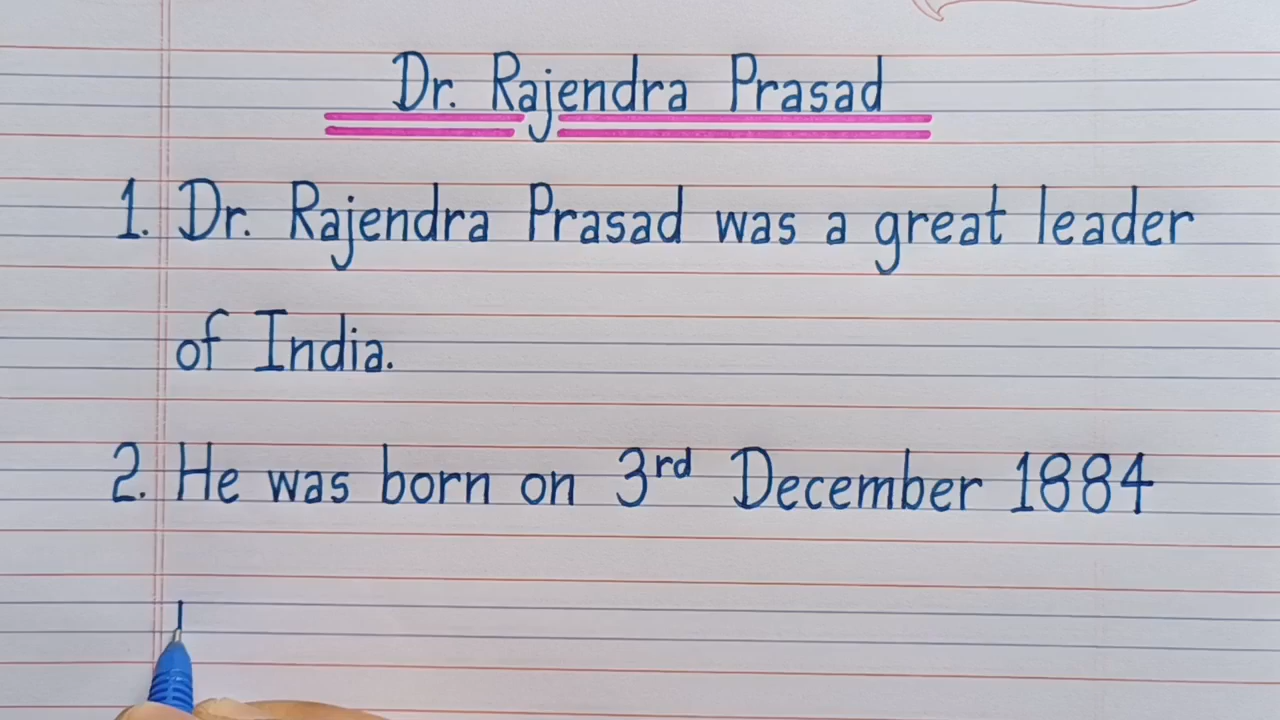 Dr. Rajendra Prasad
1. Dr. Rajendra Prasad was a great leader
of India.
2. He was born on 3rd December 1884